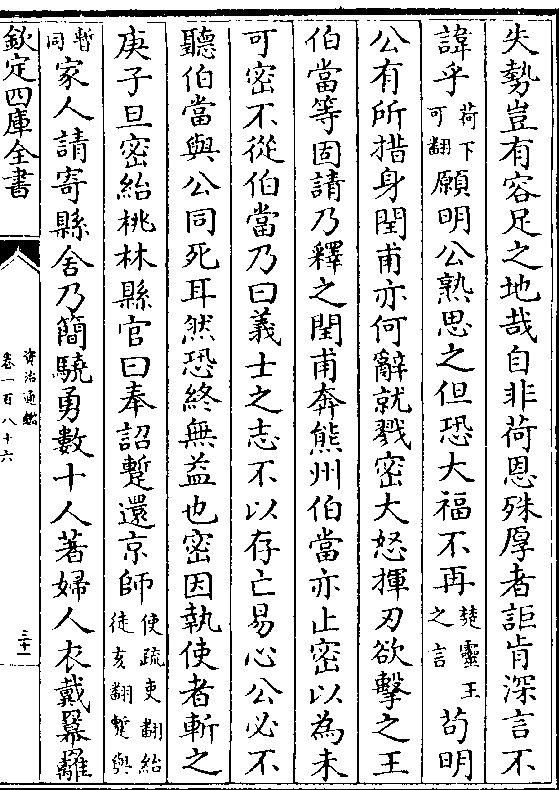 失勢豈有容足之地哉自非荷恩殊厚者詎肯深言不
諱乎荷下可翻願明公熟思之但恐大福不再楚靈王之言茍明
公有所措身閏甫亦何辭就戮密大怒揮刃欲擊之王
伯當等固請乃釋之閏甫奔熊州伯當亦止密以為未
可密不從伯當乃曰義士之志不以存亡易心公必不
聽伯當與公同死耳然恐終無益也密因執使者斬之
庚子旦密紿桃林縣官曰奉詔蹔還京師使疏吏翻紿徒亥翻蹔與
暫同家人請寄縣舍乃簡驍勇數十人著婦人衣戴冪䍦
欽定四庫全書
資治通鑑
卷一百八十六
三十一